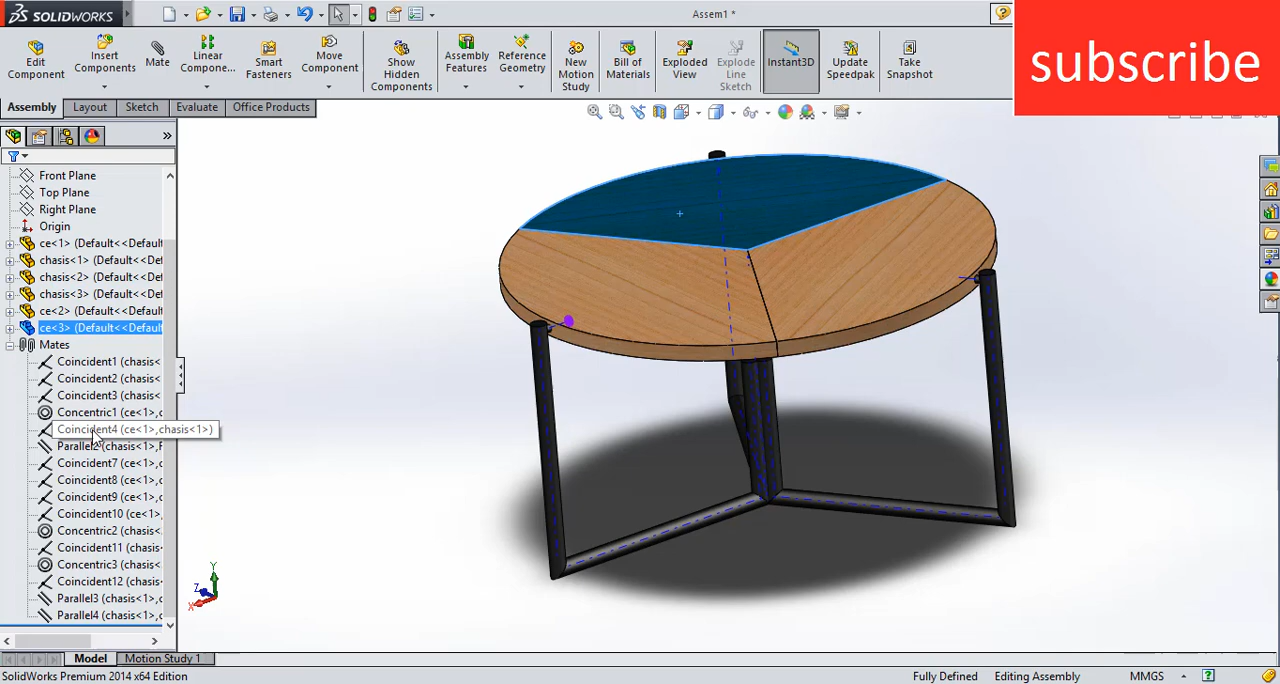 SOLIDWORKS
Assem1 *
subscribe
Edit Component
Insert Components
Mate
Linear Compone...
Smart Fasteners
Move Component
Show Hidden Components
Assembly Features
Reference Geometry
New Motion Study
Bill of Materials
Exploded View
Explode Line Sketch
Instant3D
Update Speedpak
Take Snapshot
Assembly
Layout
Sketch
Evaluate
Office Products
Front Plane
Top Plane
Right Plane
Origin
ce<1> (Default<<Default
chasis<1> (Default<<Def
chasis<2> (Default<<Def
chasis<3> (Default<<Def
ce<2> (Default<<Default
ce<3> (Default<<Default
Mates
Coincident1 (chasis<
Coincident2 (chasis<
Coincident3 (chasis<
Concentric1 (ce<1>,c
Coincident4 (ce<1>,chasis<1>)
Parallel2 (chasis<1>,F
Coincident7 (ce<1>,c
Coincident8 (ce<1>,c
Coincident9 (ce<1>,c
Coincident10 (ce<1>,
Concentric2 (chasis<
Coincident11 (chasis
Concentric3 (chasis<
Coincident12 (chasis
Parallel3 (chasis<1>,c
Parallel4 (chasis<1>,c
Y
Z
X
Model
Motion Study 1
SolidWorks Premium 2014 x64 Edition
Fully Defined
Editing Assembly
MMGS